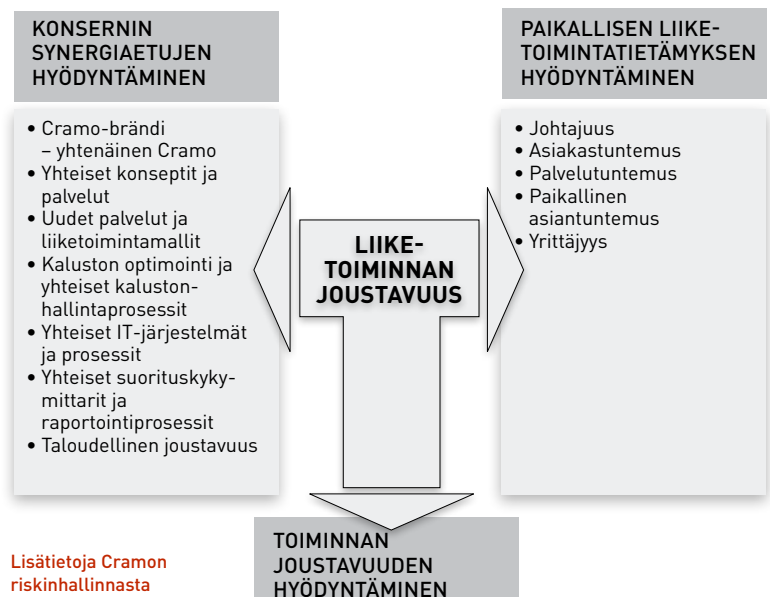 KONSERNIN
SYNERGIAETUJEN
HYÖDYNTÄMINEN
• Cramo-brändi
– yhtenäinen Cramo
• Yhteiset konseptit ja
palvelut
• Uudet palvelut ja
liiketoimintamallit
• Kaluston optimointi ja
yhteiset kaluston-
hallintaprosessit
• Yhteiset IT-järjestelmät
ja prosessit
• Yhteiset suorituskyky-
mittarit ja
raportointiprosessit
• Taloudellinen joustavuus
LIIKE-
TOIMINNAN
JOUSTAVUUS
PAIKALLISEN LIIKE-
TOIMINTATIETÄMYKSEN
HYÖDYNTÄMINEN
• Johtajuus
• Asiakastuntemus
• Palvelutuntemus
• Paikallinen
asiantuntemus
• Yrittäjyys
TOIMINNAN
JOUSTAVUUDEN
HYÖDYNTÄMINEN
Lisätietoja Cramon
riskinhallinnasta